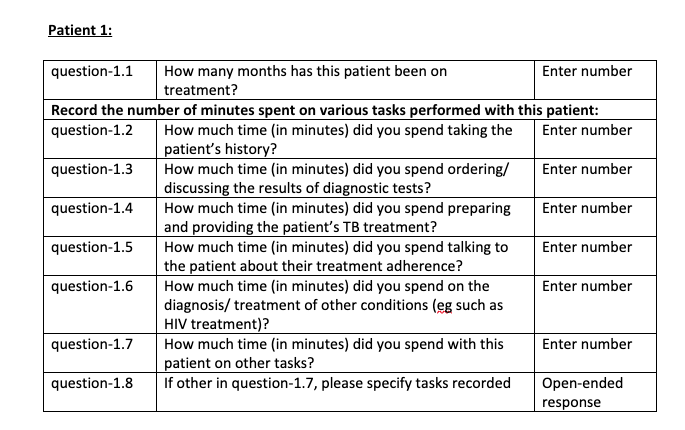 Patient 1:
question-1.1 How many months has this patient been on Enter number
treatment?
Record the number of minutes spent on various tasks performed with this patient:
question-1.2 How much time (in minutes) did you spend taking the Enter number
patient's history?
question-1.3 How much time (in minutes) did you spend ordering/ Enter number
discussing the results of diagnostic tests?
question-1.4 How much time (in minutes) did you spend preparing Enter number
and providing the patient's TB treatment?
question-1.5 How much time (in minutes) did you spend talking to Enter number
the patient about their treatment adherence?
question-1.6 How much time (in minutes) did you spend on the Enter number
diagnosis/ treatment of other conditions (eg such as
HIV treatment)?
question-1.7 How much time (in minutes) did you spend with this Enter number
patient on other tasks?
question-1.8 If other in question-1.7, please specify tasks recorded Open-ended
response